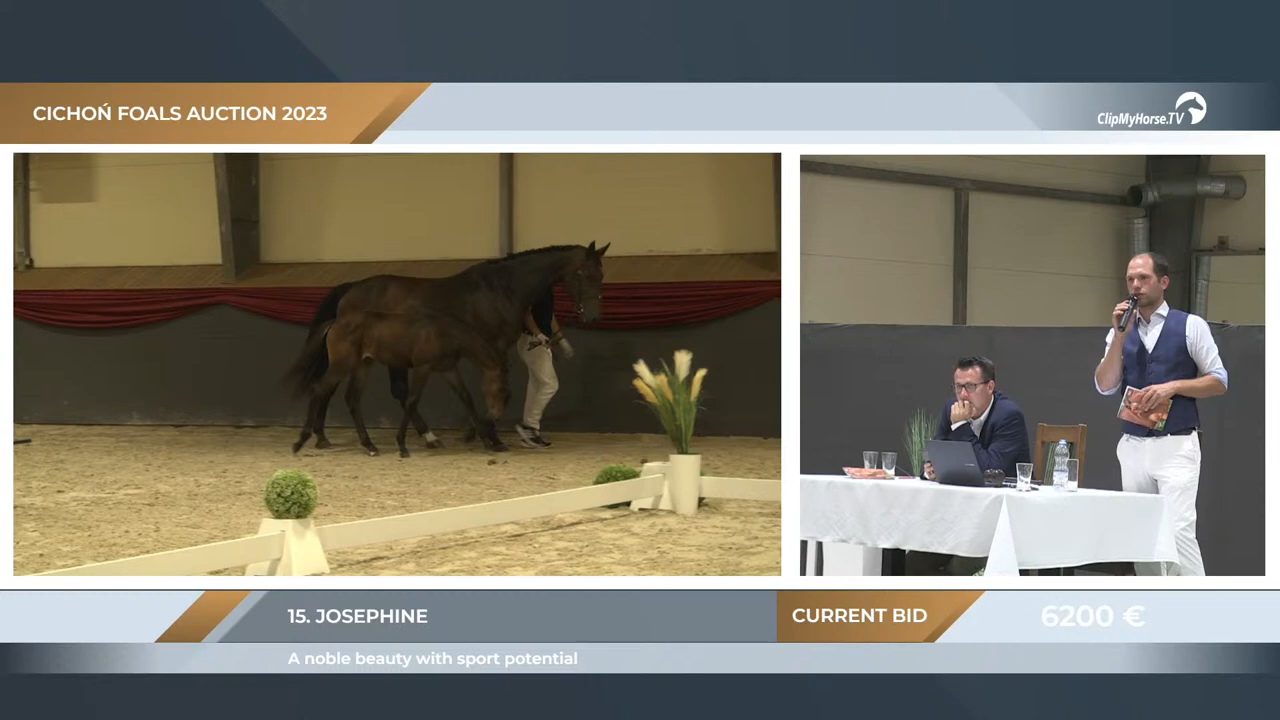 CICHOŃ FOALS AUCTION 2023
ClipMyHorse.TV
15. JOSEPHINE
CURRENT BID
6200 €
A noble beauty with sport potential